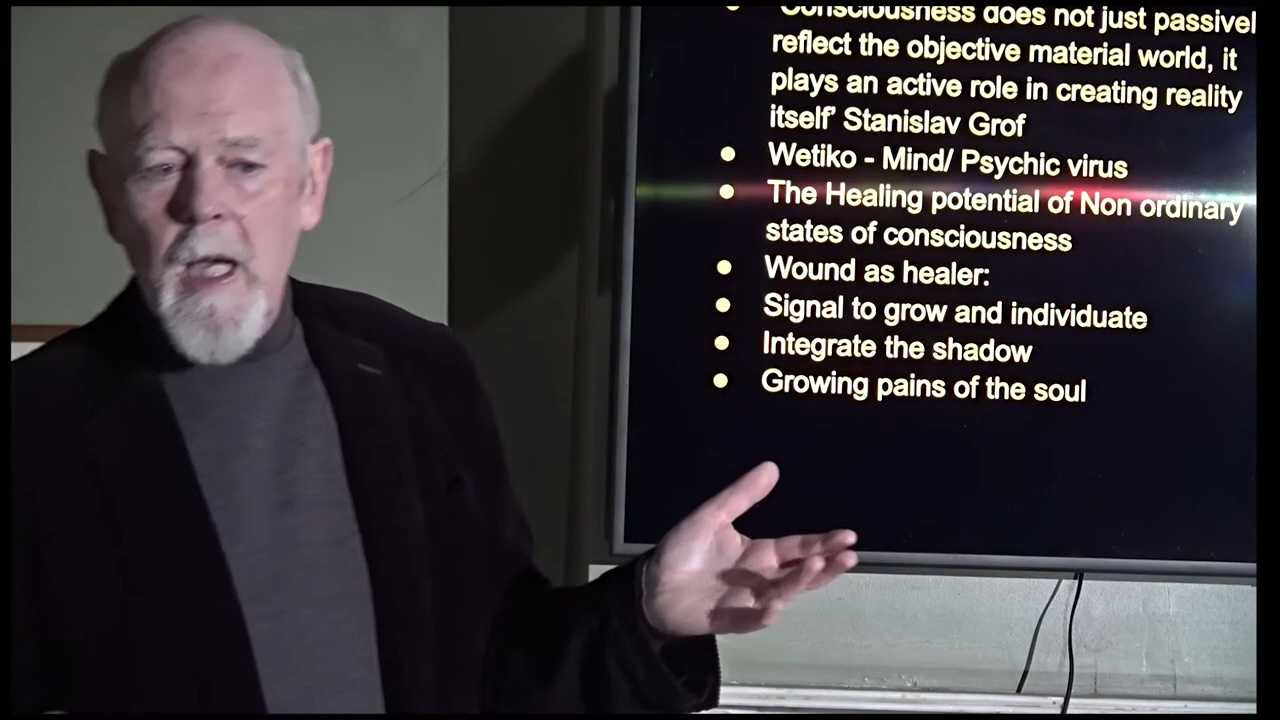 'Consciousness does not just passivel
reflect the objective material world, it
plays an active role in creating reality
itself' Stanislav Grof
● Wetiko - Mind/ Psychic virus
● The Healing potential of Non ordinary
states of consciousness
● Wound as healer:
● Signal to grow and individuate
● Integrate the shadow
● Growing pains of the soul